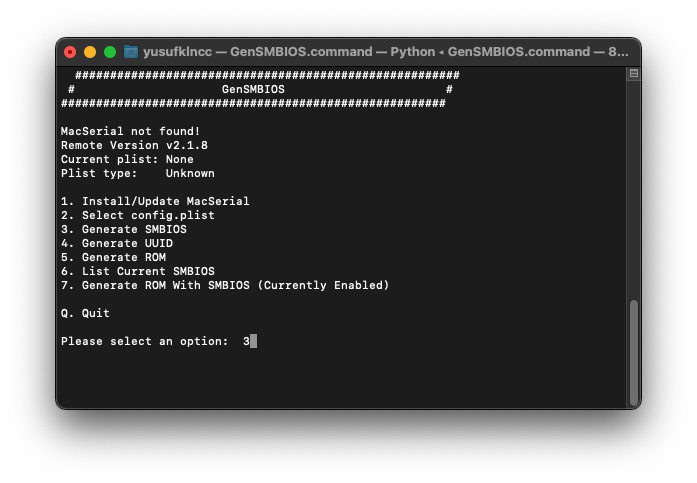 yusufklncc — GenSMBIOS.command — Python ◂ GenSMBIOS.command — 8...
#######################################################
# GenSMBIOS #
#######################################################
MacSerial not found!
Remote Version v2.1.8
Current plist: None
Plist type: Unknown
1. Install/Update MacSerial
2. Select config.plist
3. Generate SMBIOS
4. Generate UUID
5. Generate ROM
6. List Current SMBIOS
7. Generate ROM With SMBIOS (Currently Enabled)
Q. Quit
Please select an option: 3